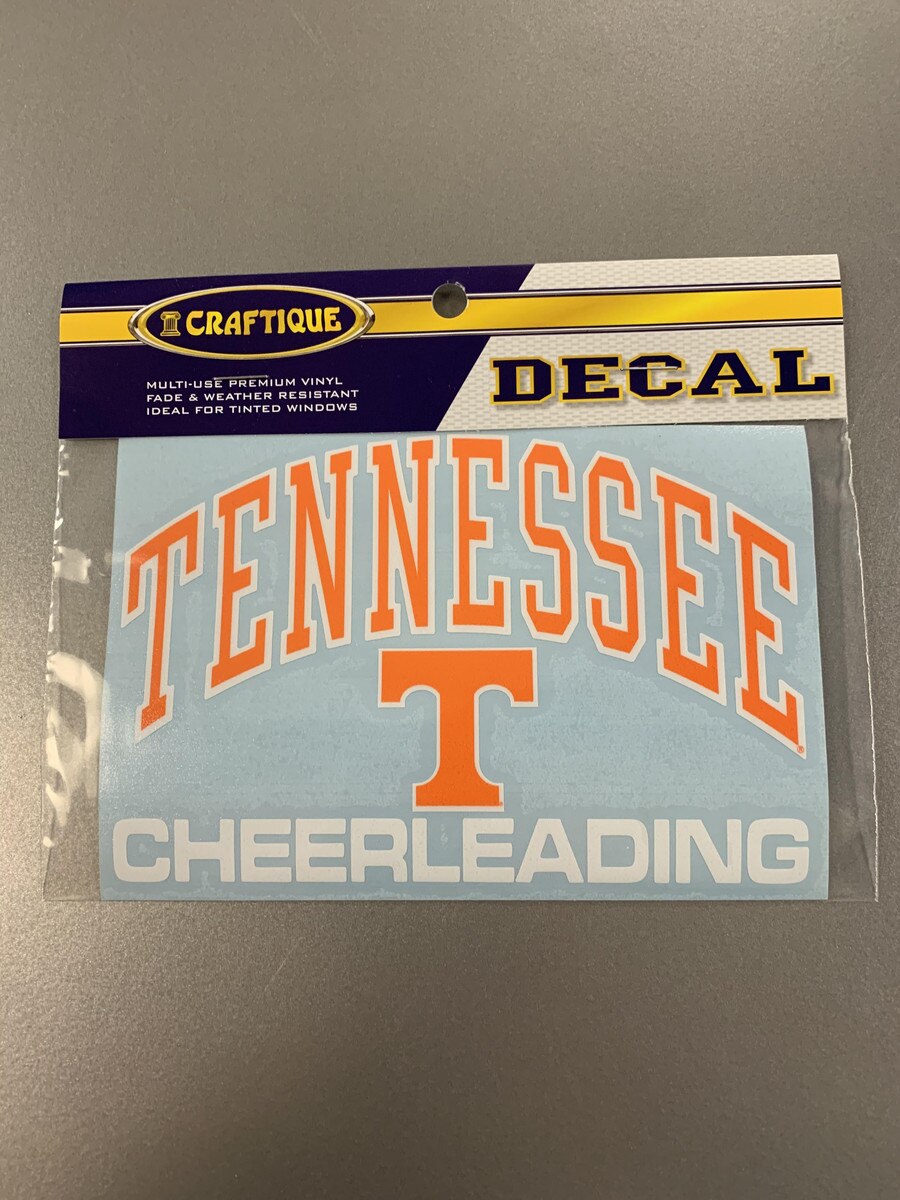 CRAFTIQUE
MULTI-USE PREMIUM VINYL
FADE & WEATHER RESISTANT
IDEAL FOR TINTED WINDOWS
DECAL
TENNESSEE®
T
CHEERLEADING